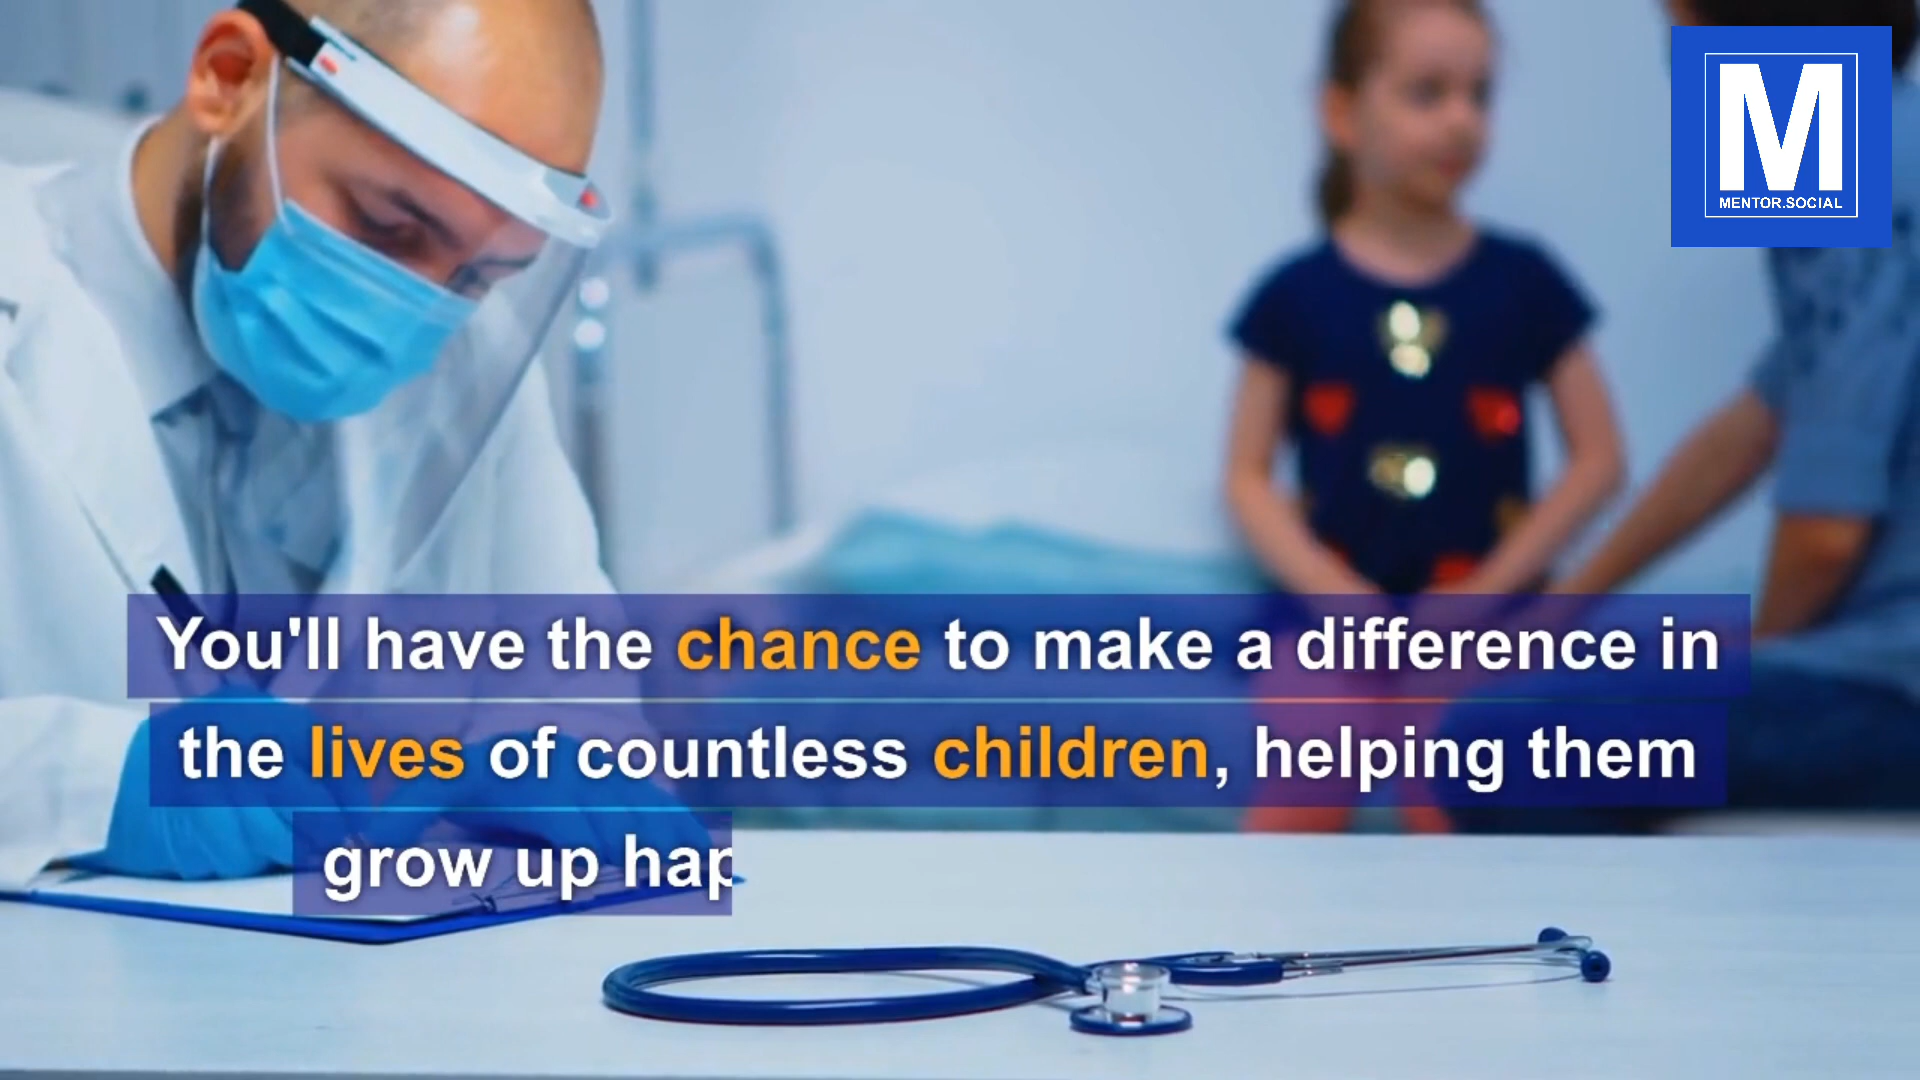 M
MENTOR.SOCIAL
You'll have the chance to make a difference in
the lives of countless children, helping them
grow up hap